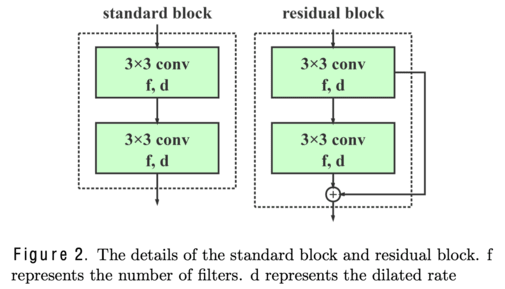 standard block
residual block
3×3 conv
f, d
3×3 conv
f, d
3×3 conv
f, d
3×3 conv
f, d
+
Figure 2. The details of the standard block and residual block. f
represents the number of filters. d represents the dilated rate